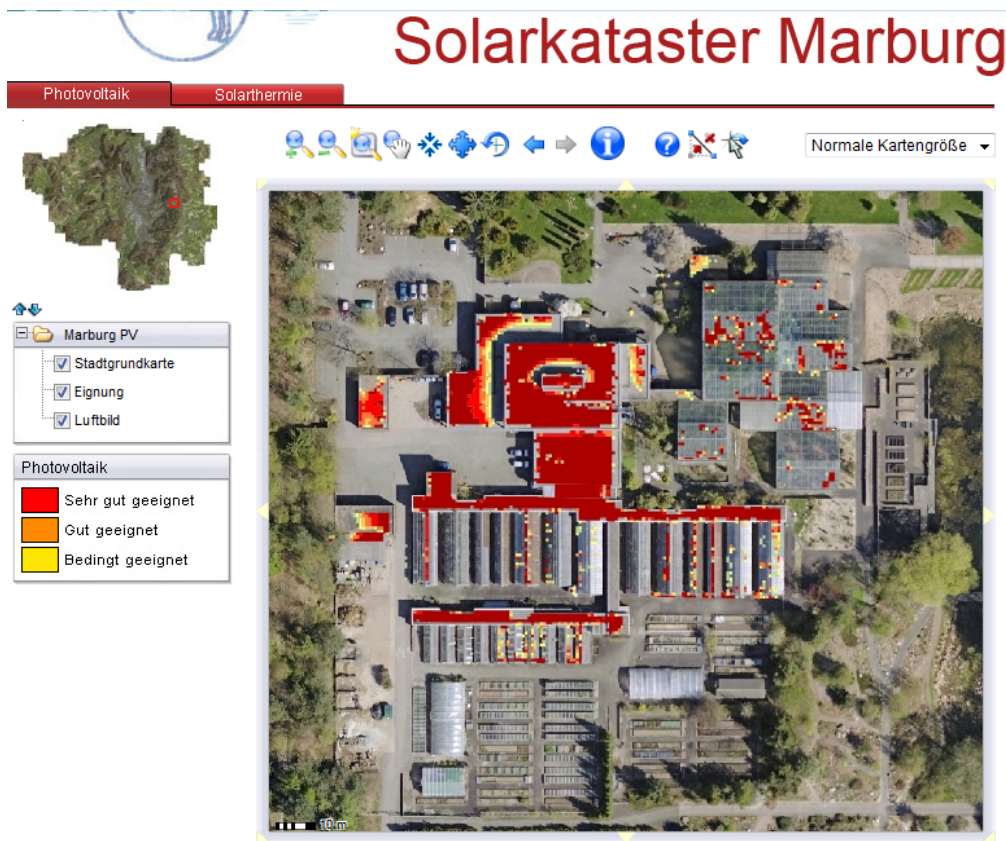 Solarkataster Marburg
Photovoltaik
Solarthermie
Normale Kartengröße
Marburg PV
Stadtgrundkarte
Eignung
Luftbild
Photovoltaik
Sehr gut geeignet
Gut geeignet
Bedingt geeignet
10 m